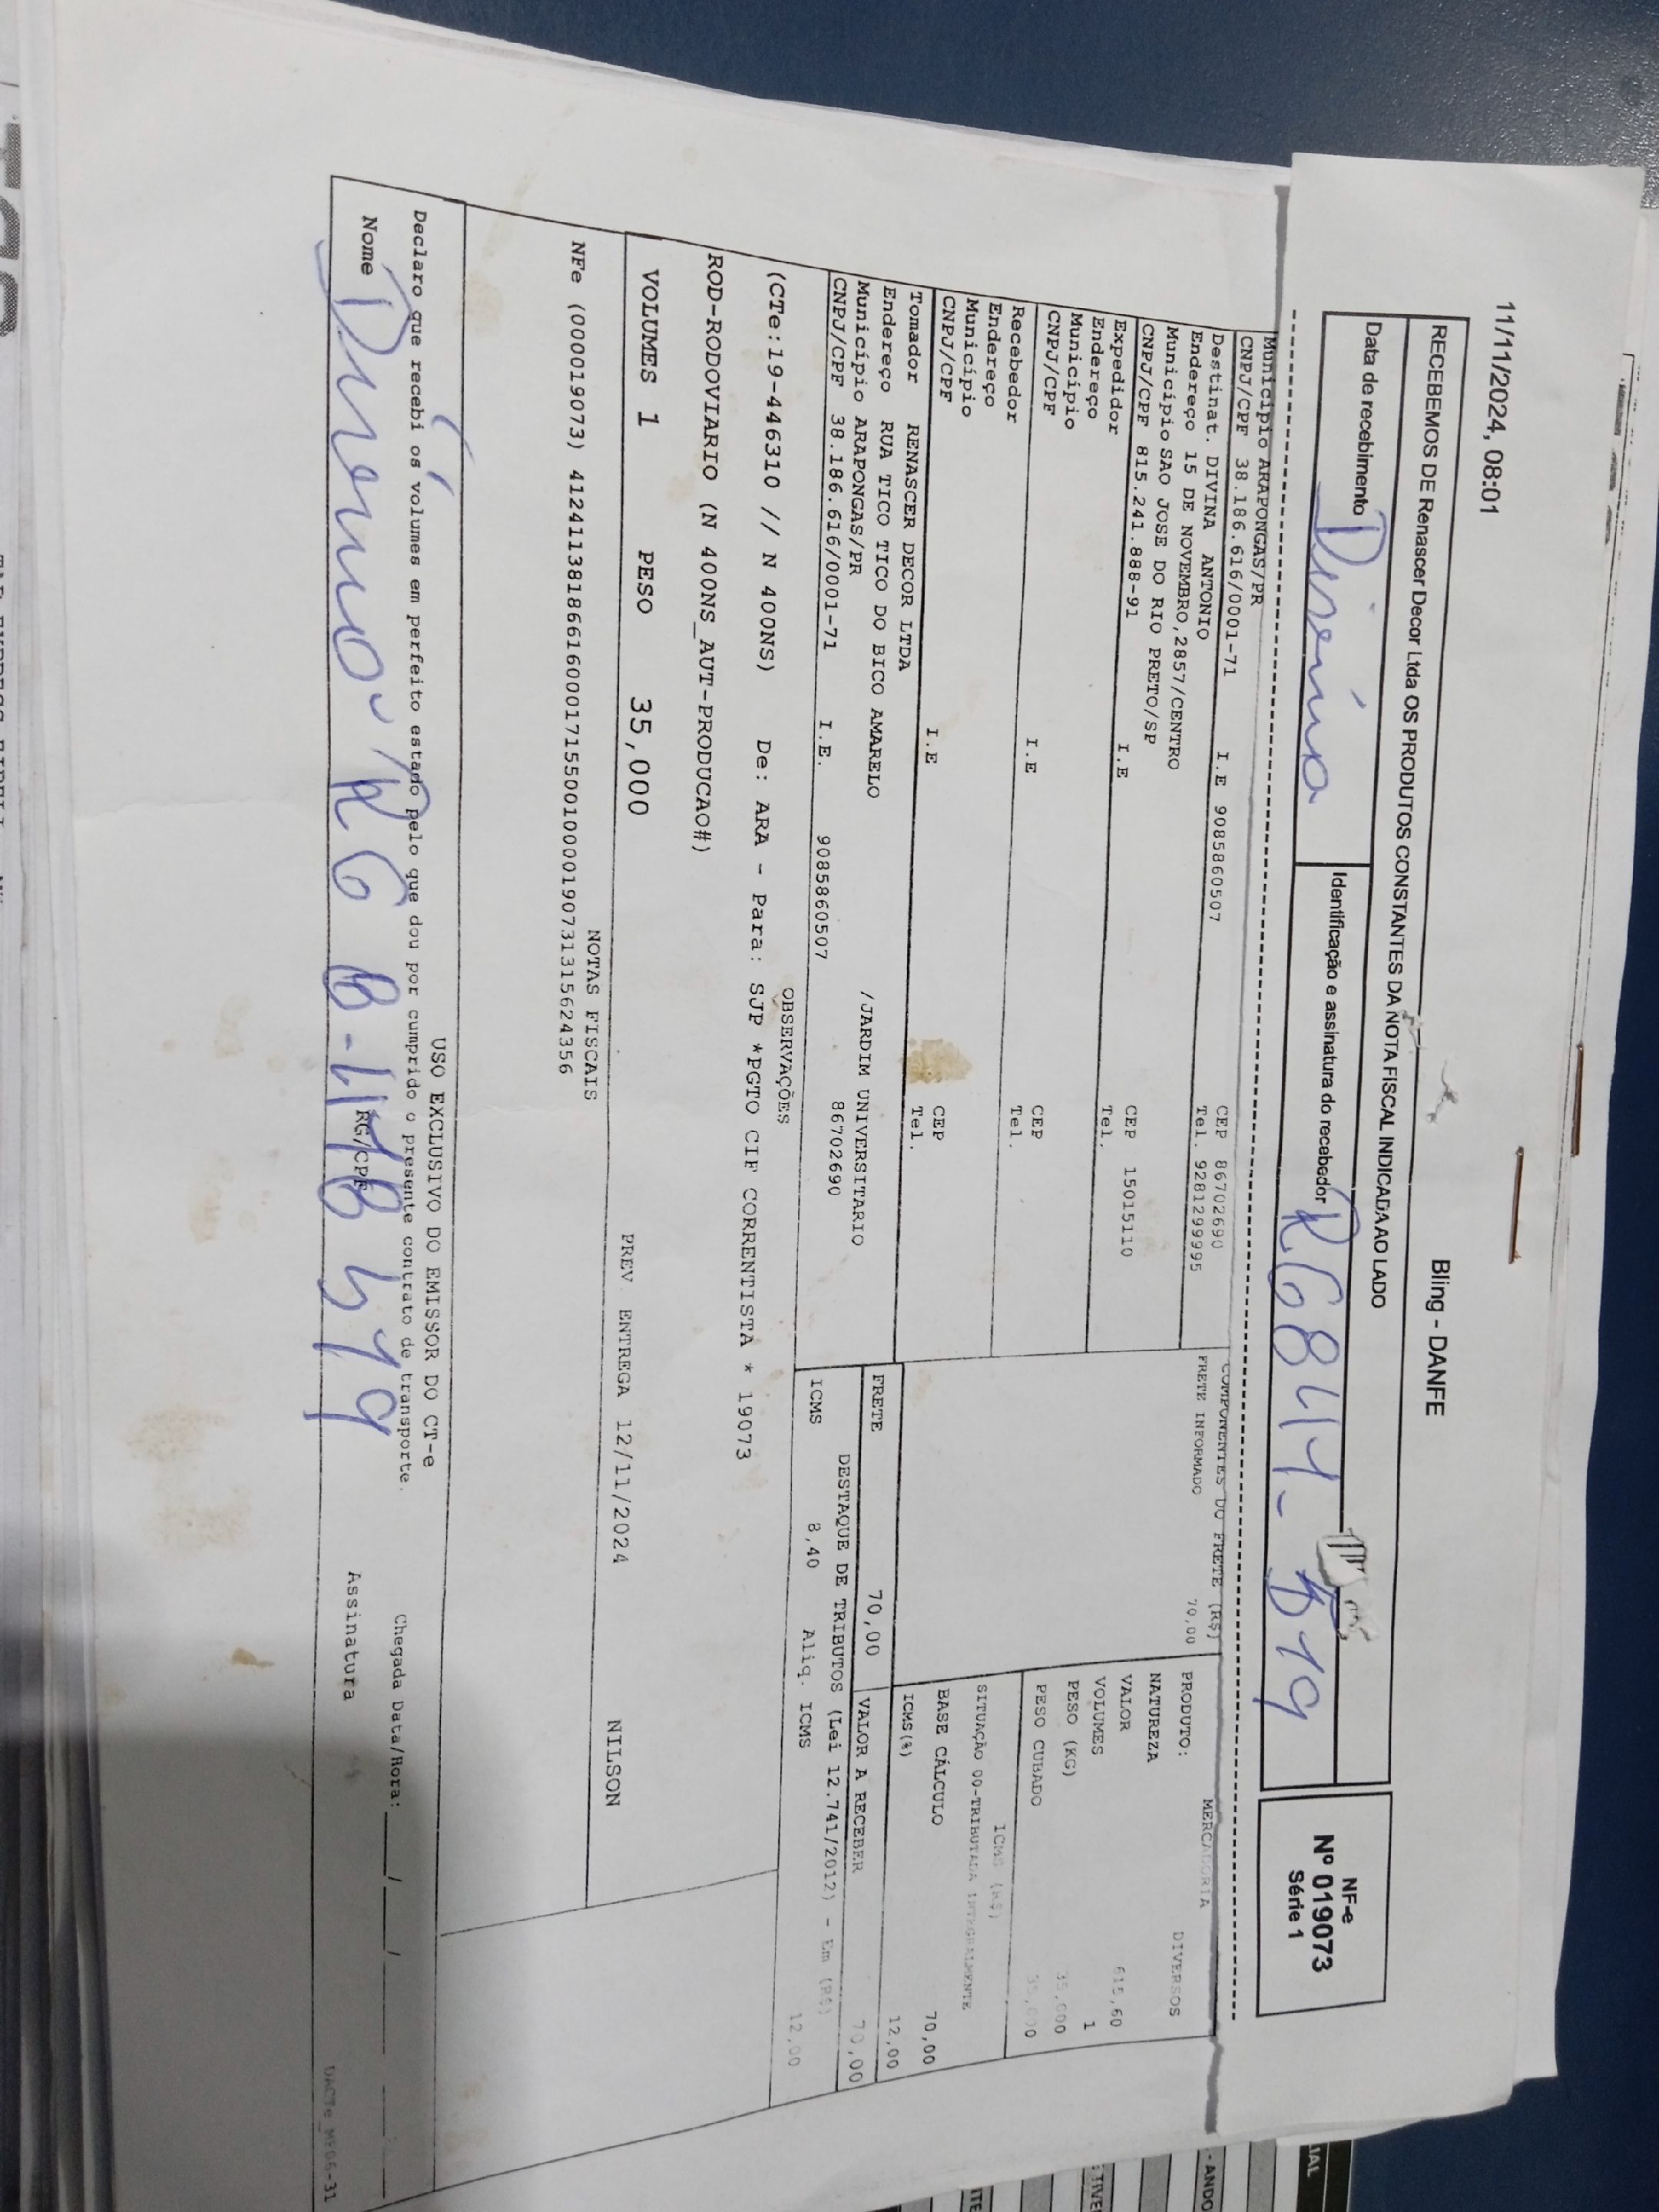 11/11/2024, 08:01
Bling - DANFE
RECEBEMOS DE Renascer Decor Ltda OS PRODUTOS CONSTANTES DA NOTA FISCAL INDICADA AO LADO
Data de recebimento
Identificação e assinatura do recebedor
NF-e
Nº 019073
Série 1
Município ARAPONGAS/PR CEP 86702690
CNPJ/CPF 38.186.616/0001-71 I.E 9085860507 Tel. 9281299995
Destinat. DIVINA ANTONIO
Endereço 15 DE NOVEMBRO,2857/CENTRO
Município SAO JOSE DO RIO PRETO/SP CEP 15015110
CNPJ/CPF 815.241.888-91 I.E Tel.
Expedidor
Endereço
Município CEP
CNPJ/CPF I.E Tel.
Recebedor
Endereço
Município CEP
CNPJ/CPF I.E Tel.
Tomador RENASCER DECOR LTDA
Endereço RUA TICO TICO DO BICO AMARELO /JARDIM UNIVERSITARIO
Município ARAPONGAS/PR 86702690
CNPJ/CPF 38.186.616/0001-71 I.E. 9085860507
COMPONENTES DO FRETE (R$)
FRETE INFORMADO 70,00
MERCADORIA
PRODUTO: DIVERSOS
NATUREZA
VALOR 615,60
VOLUMES 1
PESO (KG) 35,000
PESO CUBADO 35,000
ICMS (R$)
SITUAÇÃO 00-TRIBUTADA INTEGRALMENTE
BASE CÁLCULO 70,00
ICMS(%) 12,00
FRETE 70,00 VALOR A RECEBER 70,00
DESTAQUE DE TRIBUTOS (Lei 12.741/2012) - Em (R$)
ICMS 8,40 Aliq. ICMS 12,00
OBSERVAÇÕES
(CTe:19-446310 // N 400NS) De: ARA - Para: SJP *PGTO CIF CORRENTISTA * 19073
ROD-RODOVIARIO (N 400NS_AUT-PRODUCAO#)
VOLUMES 1 PESO 35,000 PREV. ENTREGA 12/11/2024 NILSON
NOTAS FISCAIS
NFe (000019073) 41241138186616000171550010000190731315624356
USO EXCLUSIVO DO EMISSOR DO CT-e
Declaro que recebi os volumes em perfeito estado pelo que dou por cumprido o presente contrato de transporte.
Chegada Data/Hora: ____/____/____
Nome RG/CPF Assinatura